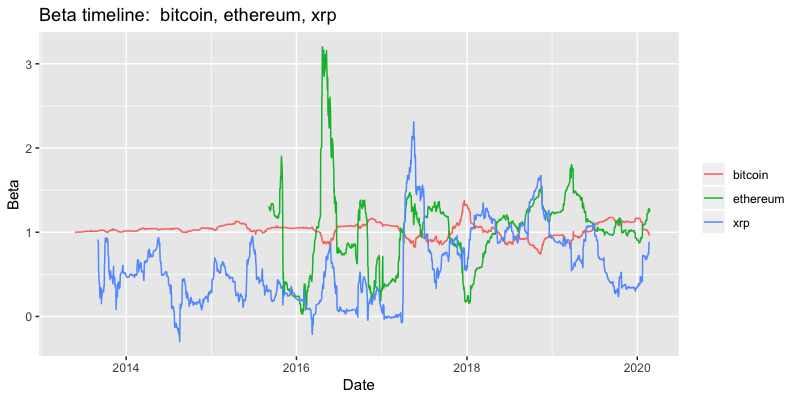 Beta timeline:  bitcoin, ethereum, xrp
3
2
1
0
Beta
2014 2016 2018 2020
Date
bitcoin
ethereum
xrp